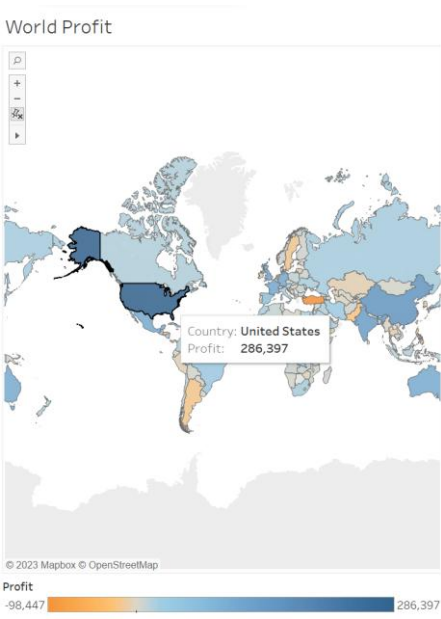 World Profit
Country: United States
Profit: 286,397
© 2023 Mapbox © OpenStreetMap
Profit
-98,447 286,397